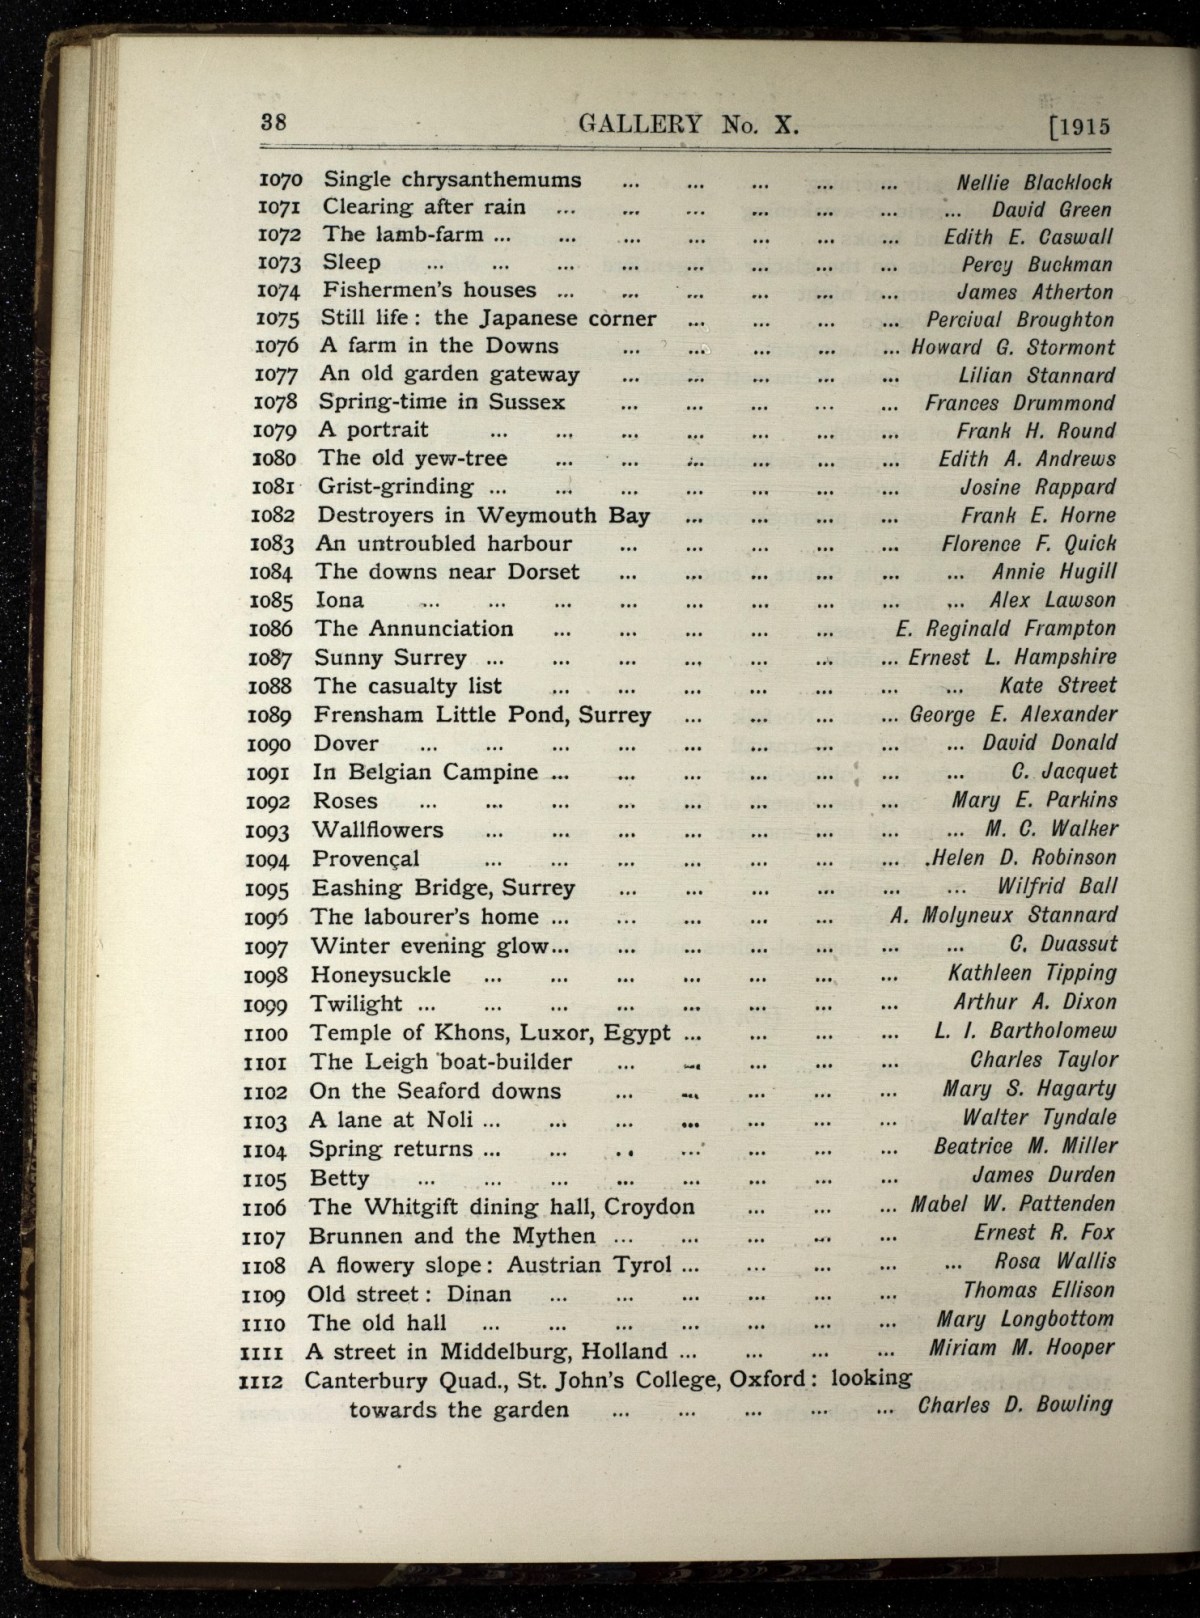 38 GALLERY No. X. [1915
1070 Single chrysanthemums ... ... ... ... ... Nellie Blacklock
1071 Clearing after rain ... ... ... ... ... ... ... David Green
1072 The lamb-farm ... ... ... ... ... ... ... Edith E. Caswall
1073 Sleep ... ... ... ... ... ... ... ... Percy Buckman
1074 Fishermen's houses ... ... ... ... ... ... James Atherton
1075 Still life : the Japanese corner ... ... ... ... Percival Broughton
1076 A farm in the Downs ... ... ... ... ... Howard G. Stormont
1077 An old garden gateway ... ... ... ... ... Lilian Stannard
1078 Spring-time in Sussex ... ... ... ... ... Frances Drummond
1079 A portrait ... ... ... ... ... ... ... Frank H. Round
1080 The old yew-tree ... ... ... ... ... ... Edith A. Andrews
1081 Grist-grinding ... ... ... ... ... ... ... Josine Rappard
1082 Destroyers in Weymouth Bay ... ... ... ... Frank E. Horne
1083 An untroubled harbour ... ... ... ... ... Florence F. Quick
1084 The downs near Dorset ... ... ... ... ... ... Annie Hugill
1085 Iona ... ... ... ... ... ... ... ... ... Alex Lawson
1086 The Annunciation ... ... ... ... ... E. Reginald Frampton
1087 Sunny Surrey ... ... ... ... ... ... ... Ernest L. Hampshire
1088 The casualty list ... ... ... ... ... ... ... Kate Street
1089 Frensham Little Pond, Surrey ... ... ... ... George E. Alexander
1090 Dover ... ... ... ... ... ... ... ... ... David Donald
1091 In Belgian Campine ... ... ... ... ... ... ... C. Jacquet
1092 Roses ... ... ... ... ... ... ... ... Mary E. Parkins
1093 Wallflowers ... ... ... ... ... ... ... ... M. C. Walker
1094 Provençal ... ... ... ... ... ... ... Helen D. Robinson
1095 Eashing Bridge, Surrey ... ... ... ... ... ... Wilfrid Ball
1096 The labourer's home ... ... ... ... ... A. Molyneux Stannard
1097 Winter evening glow... ... ... ... ... ... ... C. Duassut
1098 Honeysuckle ... ... ... ... ... ... ... Kathleen Tipping
1099 Twilight ... ... ... ... ... ... ... ... Arthur A. Dixon
1100 Temple of Khons, Luxor, Egypt ... ... ... ... L. I. Bartholomew
1101 The Leigh boat-builder ... ... ... ... ... Charles Taylor
1102 On the Seaford downs ... ... ... ... ... Mary S. Hagarty
1103 A lane at Noli ... ... ... ... ... ... ... Walter Tyndale
1104 Spring returns ... ... ... ... ... ... ... Beatrice M. Miller
1105 Betty ... ... ... ... ... ... ... ... James Durden
1106 The Whitgift dining hall, Croydon ... ... ... Mabel W. Pattenden
1107 Brunnen and the Mythen ... ... ... ... ... Ernest R. Fox
1108 A flowery slope : Austrian Tyrol ... ... ... ... ... Rosa Wallis
1109 Old street : Dinan ... ... ... ... ... ... Thomas Ellison
1110 The old hall ... ... ... ... ... ... ... Mary Longbottom
1111 A street in Middelburg, Holland ... ... ... ... Miriam M. Hooper
1112 Canterbury Quad., St. John's College, Oxford : looking
towards the garden ... ... ... ... ... Charles D. Bowling